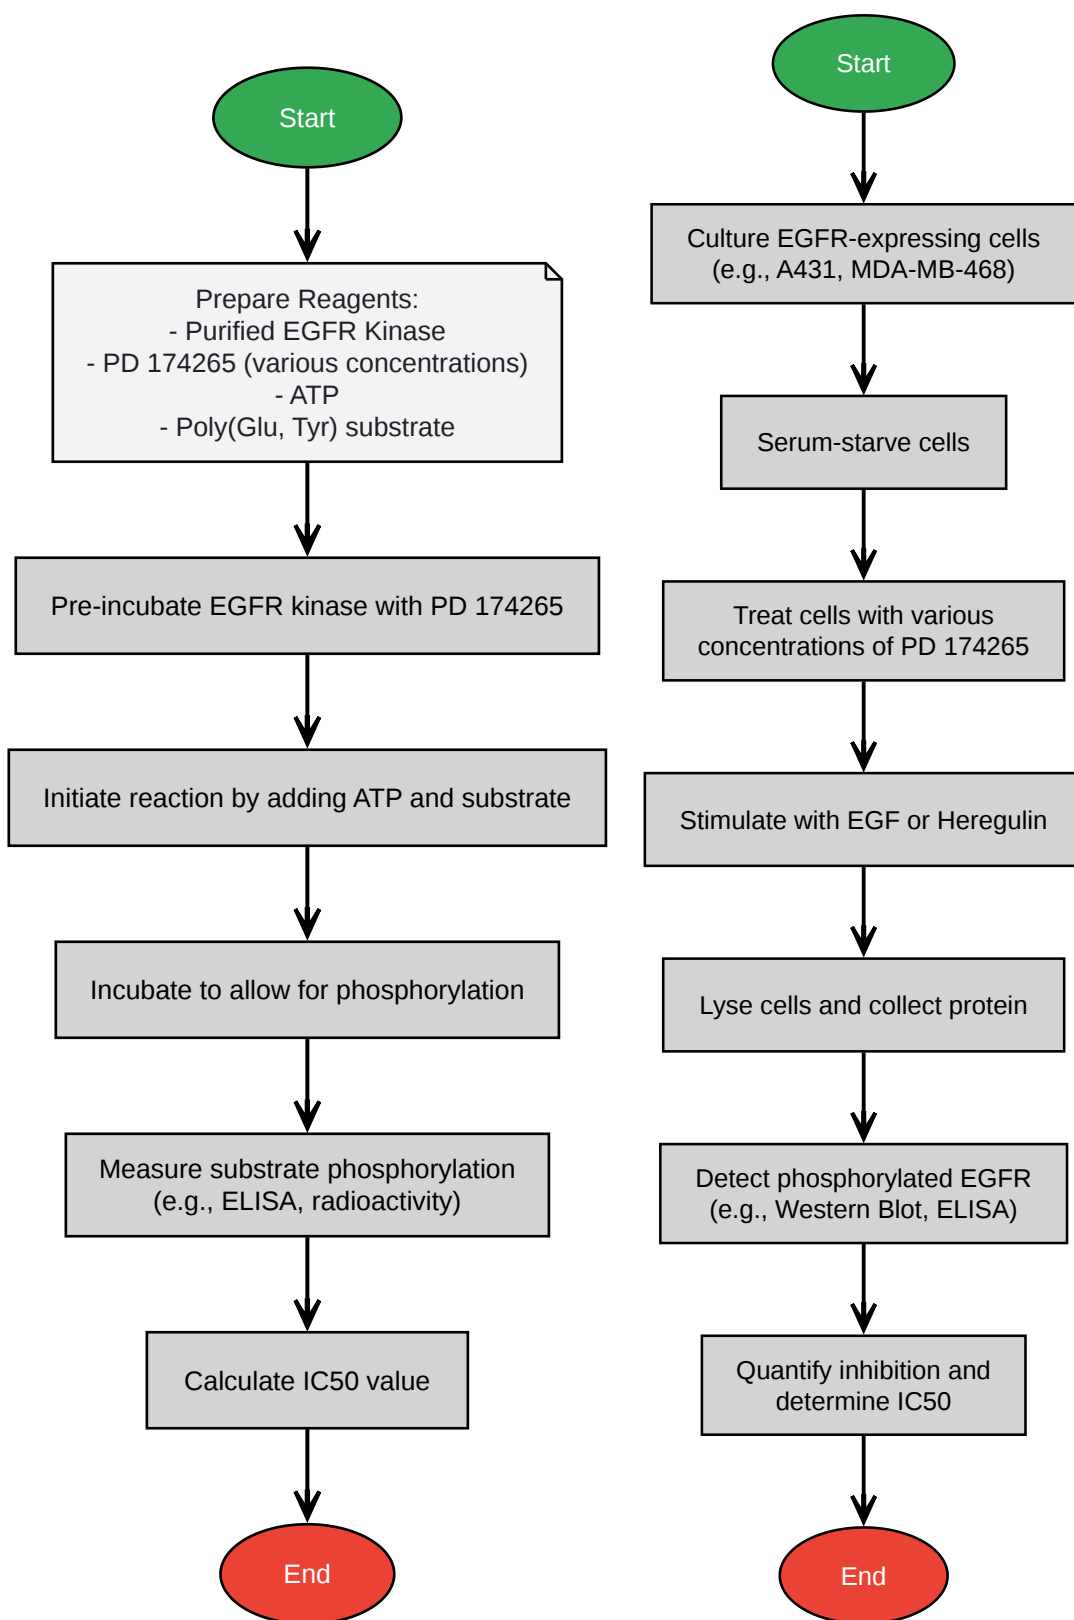 Start
Prepare Reagents:
- Purified EGFR Kinase
- PD 174265 (various concentrations)
- ATP
- Poly(Glu, Tyr) substrate
Pre-incubate EGFR kinase with PD 174265
Initiate reaction by adding ATP and substrate
Incubate to allow for phosphorylation
Measure substrate phosphorylation
(e.g., ELISA, radioactivity)
Calculate IC50 value
End
Start
Culture EGFR-expressing cells
(e.g., A431, MDA-MB-468)
Serum-starve cells
Treat cells with various
concentrations of PD 174265
Stimulate with EGF or Heregulin
Lyse cells and collect protein
Detect phosphorylated EGFR
(e.g., Western Blot, ELISA)
Quantify inhibition and
determine IC50
End